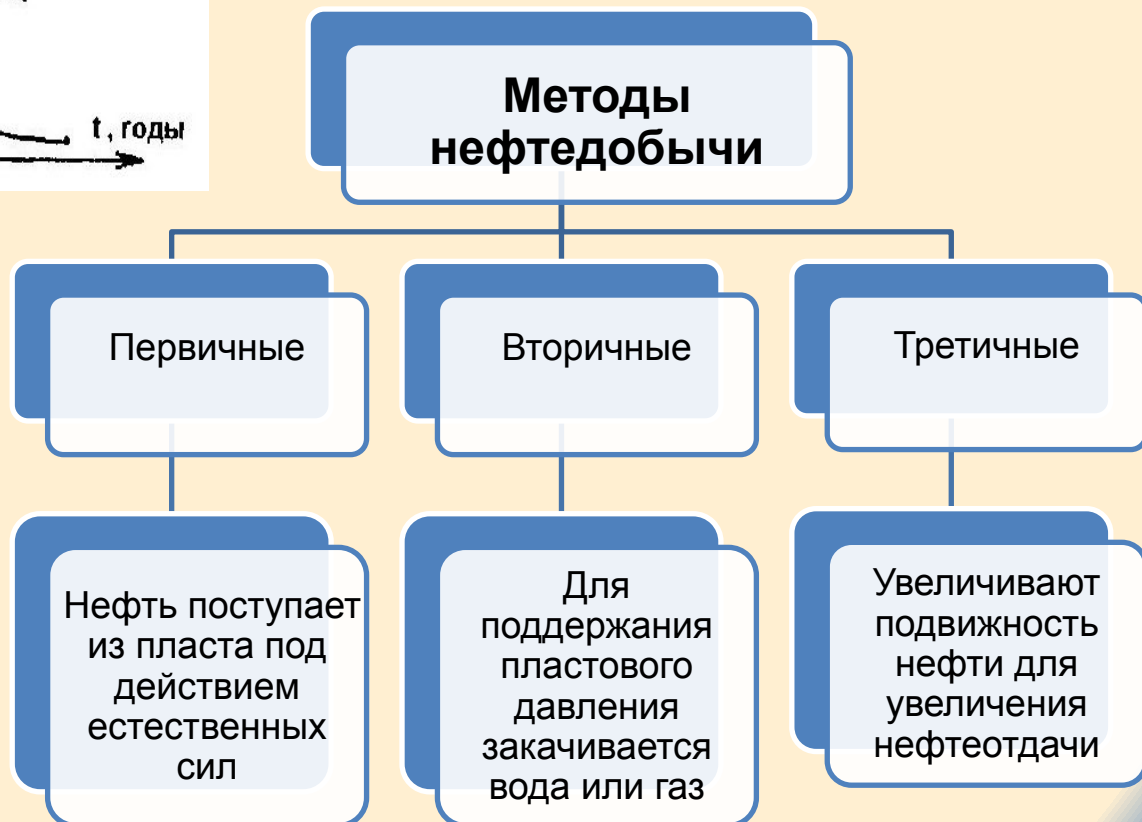 t, годы
Методы
нефтедобычи
Первичные
Вторичные
Третичные
Нефть поступает
из пласта под
действием
естественных
сил
Для
поддержания
пластового
давления
закачивается
вода или газ
Увеличивают
подвижность
нефти для
увеличения
нефтеотдачи